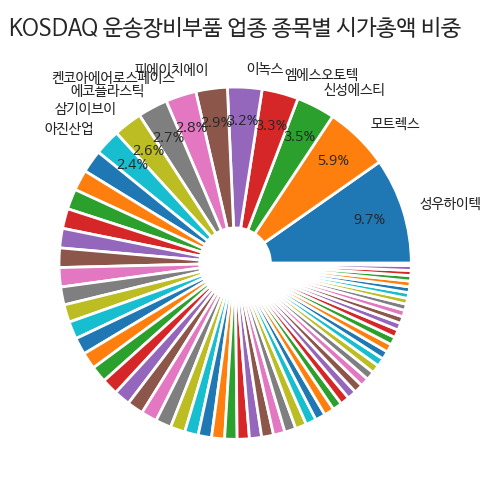 KOSDAQ 운송장비부품 업종 종목별 시가총액 비중
피에이치에이
이녹스
켄코아에어로스페이스
엠에스오토텍
에코플라스틱
신성에스티
삼기이브이
모트렉스
아진산업
성우하이텍
2.4%
2.6%
2.7%
2.8%
2.9%
3.2%
3.3%
3.5%
5.9%
9.7%